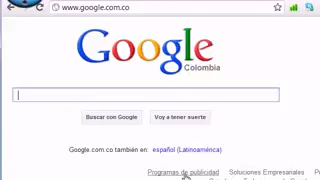 www.google.com.co
Google
Colombia
Buscar con Google Voy a tener suerte
Google.com.co también en: español (Latinoamérica)
Programas de publicidad Soluciones Empresariales